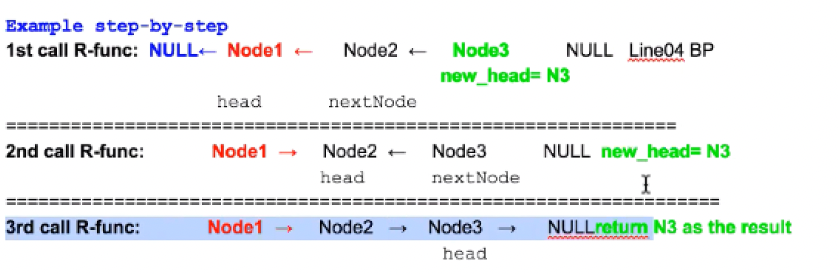 Example step-by-step
1st call R-func: NULL← Node1 ← Node2 ← Node3 NULL Line04 BP
new_head= N3
head nextNode
==============================================================
2nd call R-func: Node1 → Node2 ← Node3 NULL new_head= N3
head nextNode
==================================================================
3rd call R-func: Node1 → Node2 → Node3 → NULLreturn N3 as the result
head